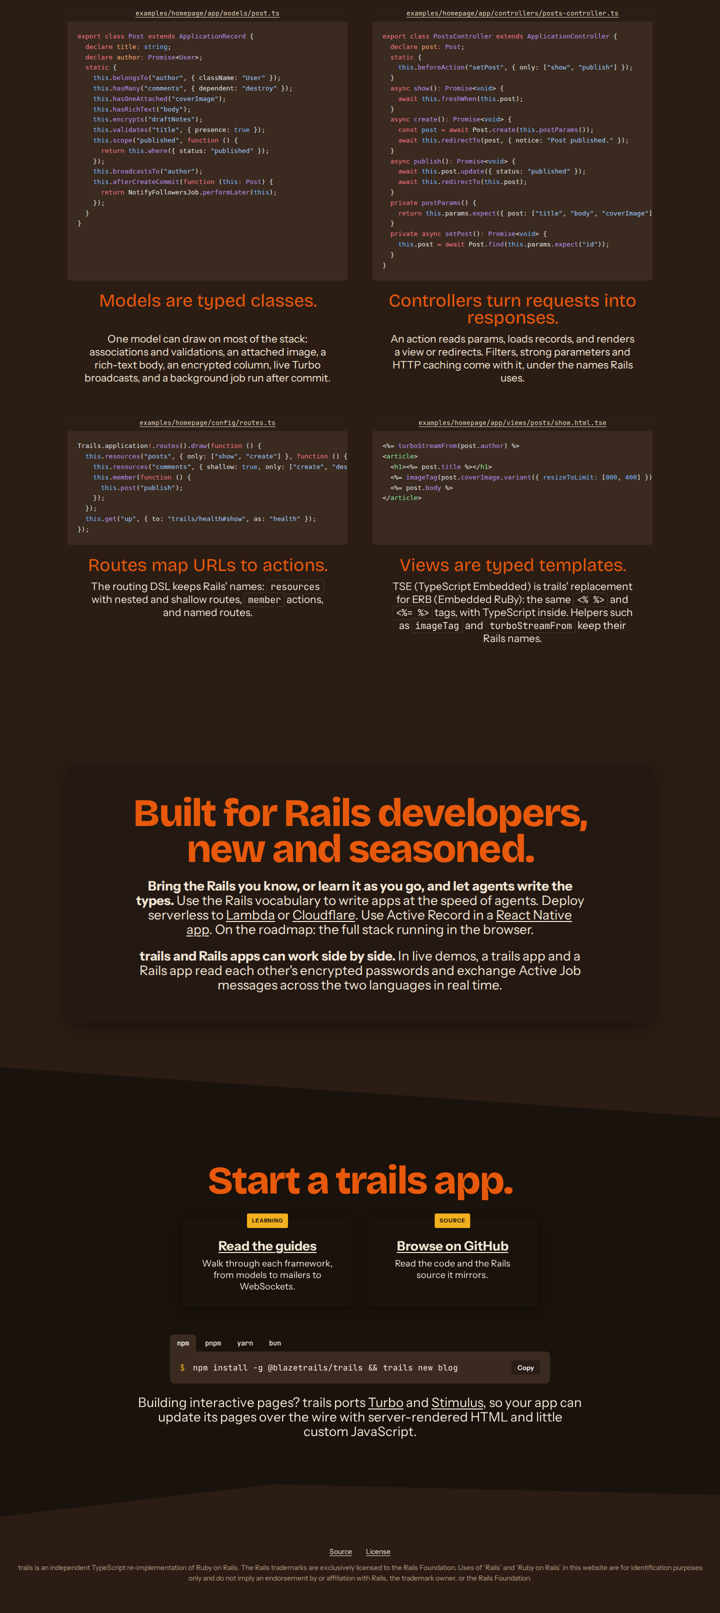 examples/homepage/app/models/post.ts
export class Post extends ApplicationRecord {
declare title: string;
declare author: Promise<User>;
static {
this.belongsTo("author", { className: "User" });
this.hasMany("comments", { dependent: "destroy" });
this.hasOneAttached("coverImage");
this.hasRichText("body");
this.encrypts("draftNotes");
this.validates("title", { presence: true });
this.scope("published", function () {
return this.where({ status: "published" });
});
this.broadcastsTo("author");
this.afterCreateCommit(function (this: Post) {
return NotifyFollowersJob.performLater(this);
});
}
}
Models are typed classes.
One model can draw on most of the stack:
associations and validations, an attached image, a
rich-text body, an encrypted column, live Turbo
broadcasts, and a background job run after commit.
examples/homepage/app/controllers/posts-controller.ts
export class PostsController extends ApplicationController {
declare post: Post;
static {
this.beforeAction("setPost", { only: ["show", "publish"] });
}
async show(): Promise<void> {
await this.freshWhen(this.post);
}
async create(): Promise<void> {
const post = await Post.create(this.postParams());
await this.redirectTo(post, { notice: "Post published." });
}
async publish(): Promise<void> {
await this.post.update({ status: "published" });
await this.redirectTo(this.post);
}
private postParams() {
return this.params.expect({ post: ["title", "body", "coverImage"]
}
private async setPost(): Promise<void> {
this.post = await Post.find(this.params.expect("id"));
}
}
Controllers turn requests into
responses.
An action reads params, loads records, and renders
a view or redirects. Filters, strong parameters and
HTTP caching come with it, under the names Rails
uses.
examples/homepage/config/routes.ts
Trails.application!.routes().draw(function () {
this.resources("posts", { only: ["show", "create"] }, function () {
this.resources("comments", { shallow: true, only: ["create", "des
this.member(function () {
this.post("publish");
});
});
this.get("up", { to: "trails/health#show", as: "health" });
});
Routes map URLs to actions.
The routing DSL keeps Rails' names: resources
with nested and shallow routes, member actions,
and named routes.
examples/homepage/app/views/posts/show.html.tse
<%= turboStreamFrom(post.author) %>
<article>
<h1><%= post.title %></h1>
<%= imageTag(post.coverImage.variant({ resizeToLimit: [800, 400] })
<%= post.body %>
</article>
Views are typed templates.
TSE (TypeScript Embedded) is trails' replacement
for ERB (Embedded RuBy): the same <% %> and
<%= %> tags, with TypeScript inside. Helpers such
as imageTag and turboStreamFrom keep their
Rails names.
Built for Rails developers,
new and seasoned.
Bring the Rails you know, or learn it as you go, and let agents write the
types. Use the Rails vocabulary to write apps at the speed of agents. Deploy
serverless to Lambda or Cloudflare. Use Active Record in a React Native
app. On the roadmap: the full stack running in the browser.
trails and Rails apps can work side by side. In live demos, a trails app and a
Rails app read each other's encrypted passwords and exchange Active Job
messages across the two languages in real time.
Start a trails app.
LEARNING
Read the guides
Walk through each framework,
from models to mailers to
WebSockets.
SOURCE
Browse on GitHub
Read the code and the Rails
source it mirrors.
npm pnpm yarn bun
$ npm install -g @blazetrails/trails && trails new blog
Copy
Building interactive pages? trails ports Turbo and Stimulus, so your app can
update its pages over the wire with server-rendered HTML and little
custom JavaScript.
Source License
trails is an independent TypeScript re-implementation of Ruby on Rails. The Rails trademarks are exclusively licensed to the Rails Foundation. Uses of 'Rails' and 'Ruby on Rails' in this website are for identification purposes
only and do not imply an endorsement by or affiliation with Rails, the trademark owner, or the Rails Foundation.